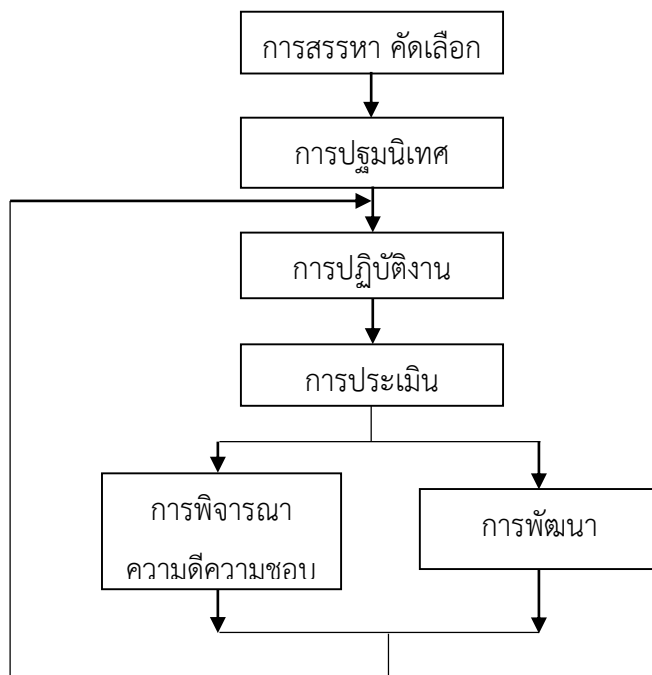 การสรรหา คัดเลือก
การปฐมนิเทศ
การปฏิบัติงาน
การประเมิน
การพิจารณา
ความดีความชอบ
การพัฒนา